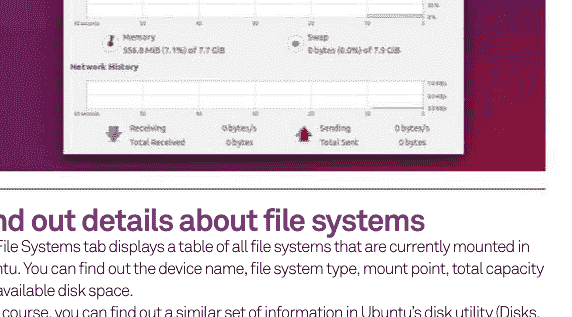 Memory
556.8 MiB (7.1%) of 7.7 GiB
Swap
0 bytes (0.0%) of 7.9 GiB
Network History
Receiving 0 bytes/s
Total Received 0 bytes
Sending 0 bytes/s
Total Sent 0 bytes
nd out details about file systems
File Systems tab displays a table of all file systems that are currently mounted in
ntu. You can find out the device name, file system type, mount point, total capacity
available disk space.
course, you can find out a similar set of information in Ubuntu's disk utility (Disks,